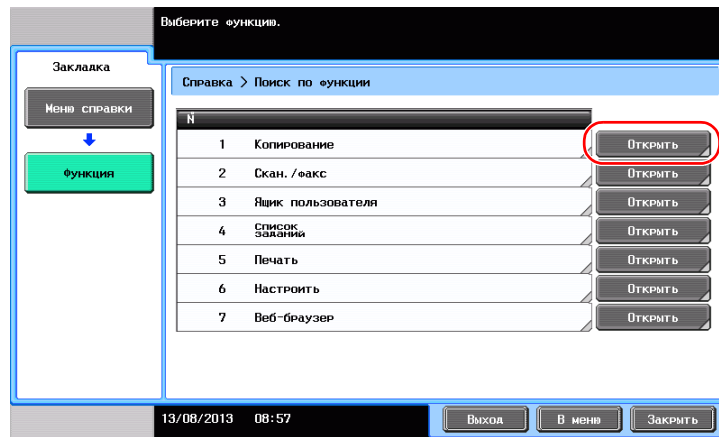 Выберите функцию.
Закладка
Справка > Поиск по функции
Меню справки
Функция
Ñ
1 Копирование Открыть
2 Скан./факс Открыть
3 Ящик пользователя Открыть
4 Список заданий Открыть
5 Печать Открыть
6 Настроить Открыть
7 Веб-браузер Открыть
13/08/2013 08:57 Выход В меню Закрыть